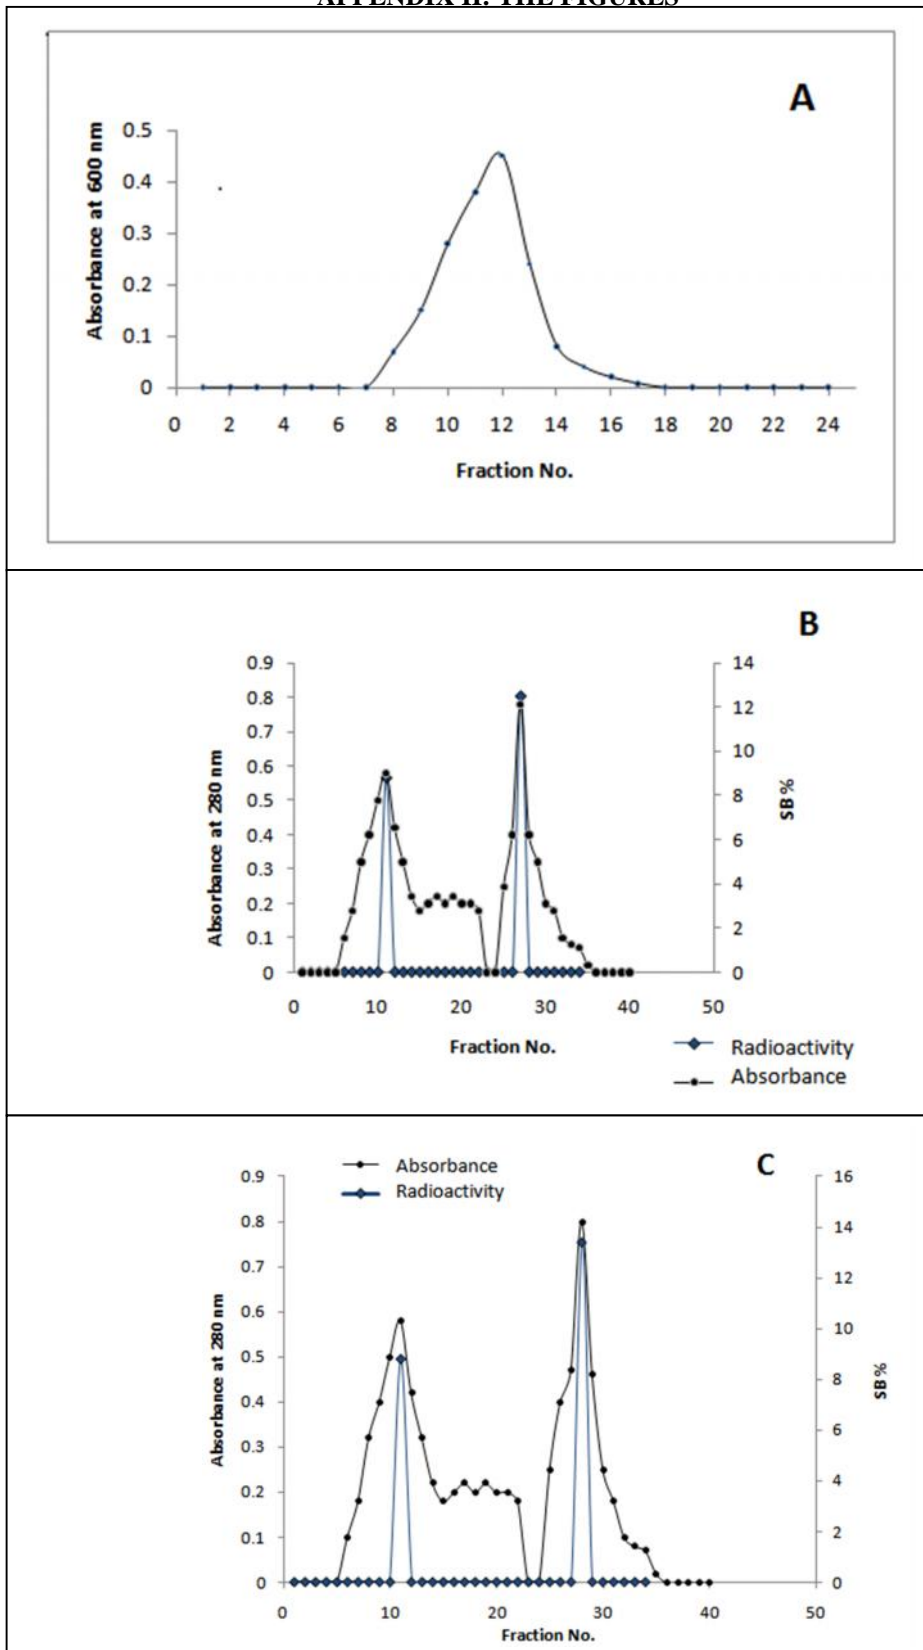 APPENDIX II: THE FIGURES
A
Absorbance at 600 nm
0.5
0.4
0.3
0.2
0.1
0
0 2 4 6 8 10 12 14 16 18 20 22 24
Fraction No.
B
Absorbance at 280 nm
0.9
0.8
0.7
0.6
0.5
0.4
0.3
0.2
0.1
0
14
12
10
8
6
4
2
0
SB %
0 10 20 30 40 50
Fraction No.
Radioactivity
Absorbance
C
Absorbance
Radioactivity
Absorbance at 280 nm
0.9
0.8
0.7
0.6
0.5
0.4
0.3
0.2
0.1
0
16
14
12
10
8
6
4
2
0
SB %
0 10 20 30 40 50
Fraction No.